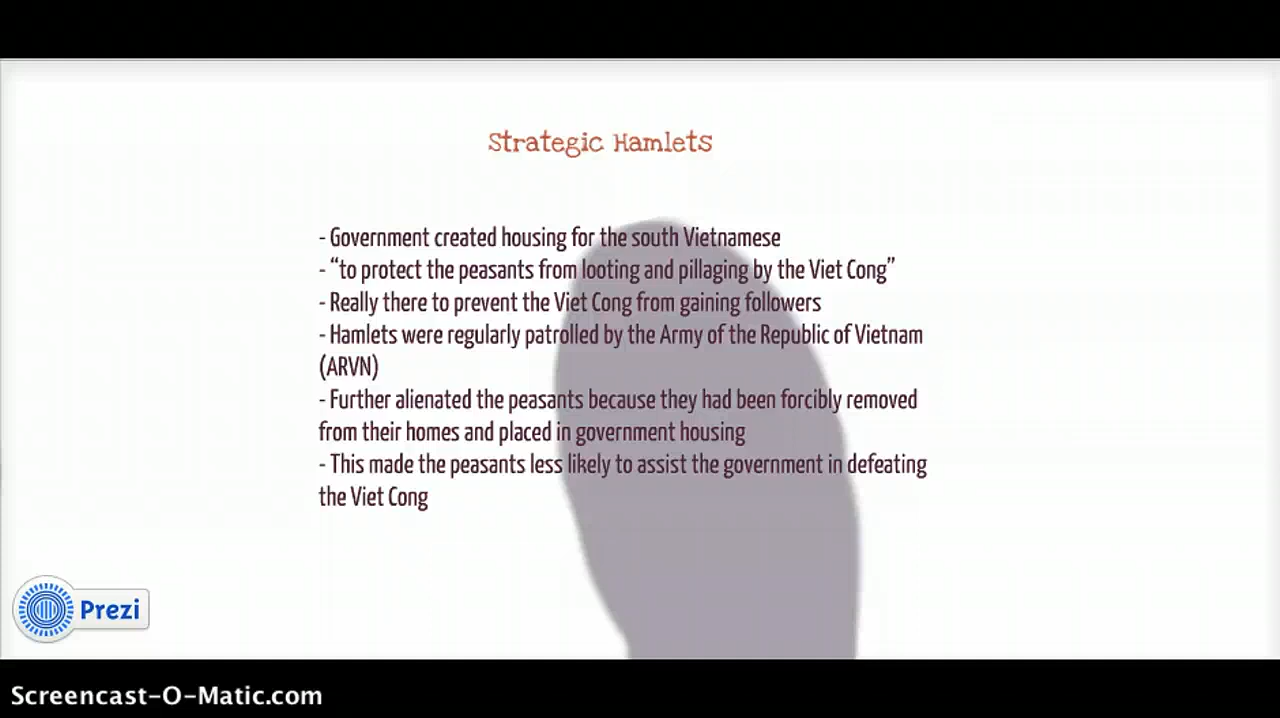 Strategic Hamlets
- Government created housing for the south Vietnamese
- “to protect the peasants from looting and pillaging by the Viet Cong”
- Really there to prevent the Viet Cong from gaining followers
- Hamlets were regularly patrolled by the Army of the Republic of Vietnam
(ARVN)
- Further alienated the peasants because they had been forcibly removed
from their homes and placed in government housing
- This made the peasants less likely to assist the government in defeating
the Viet Cong
Prezi
Screencast-O-Matic.com